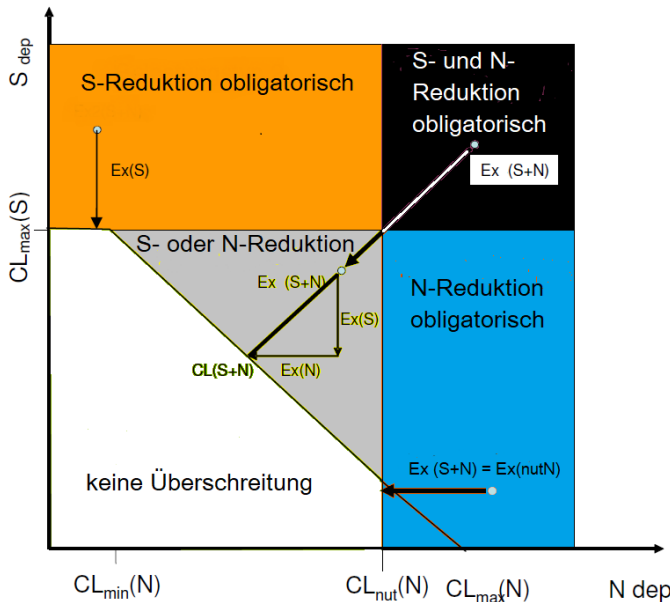 S dep
CLmax(S)
S-Reduktion obligatorisch
S- und N-
Reduktion
obligatorisch
Ex(S)
Ex (S+N)
S- oder N-Reduktion
Ex (S+N)
Ex(S)
Ex(N)
CL(S+N)
N-Reduktion
obligatorisch
Ex (S+N) = Ex(nutN)
keine Überschreitung
CLmin(N)
CLnut(N)
CLmax(N)
N dep